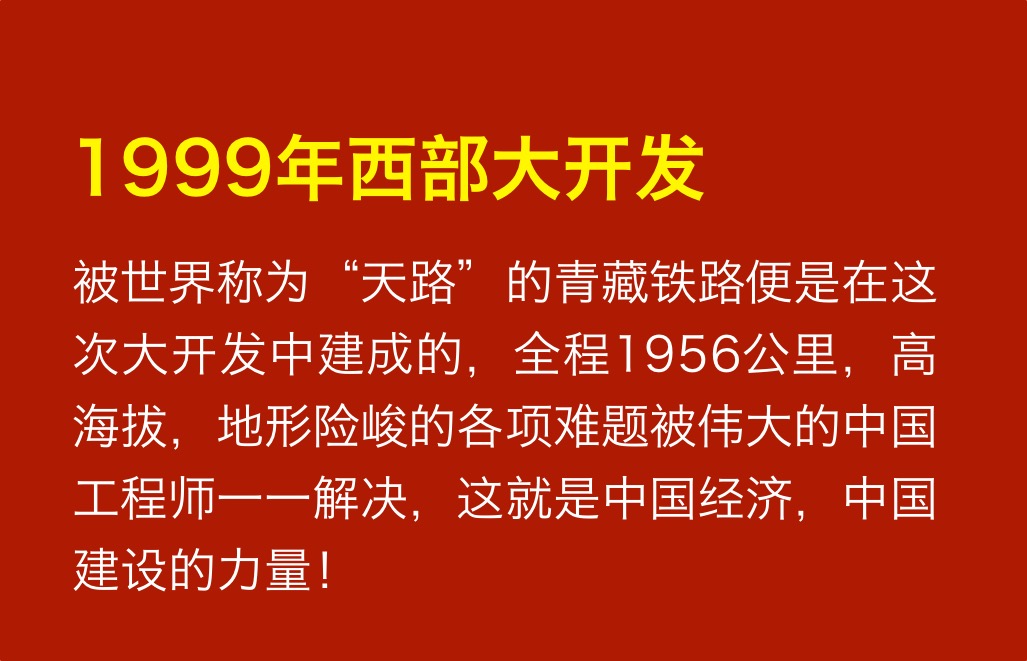 1999年西部大开发
被世界称为“天路”的青藏铁路便是在这
次大开发中建成的，全程1956公里，高
海拔，地形险峻的各项难题被伟大的中国
工程师一一解决，这就是中国经济，中国
建设的力量！